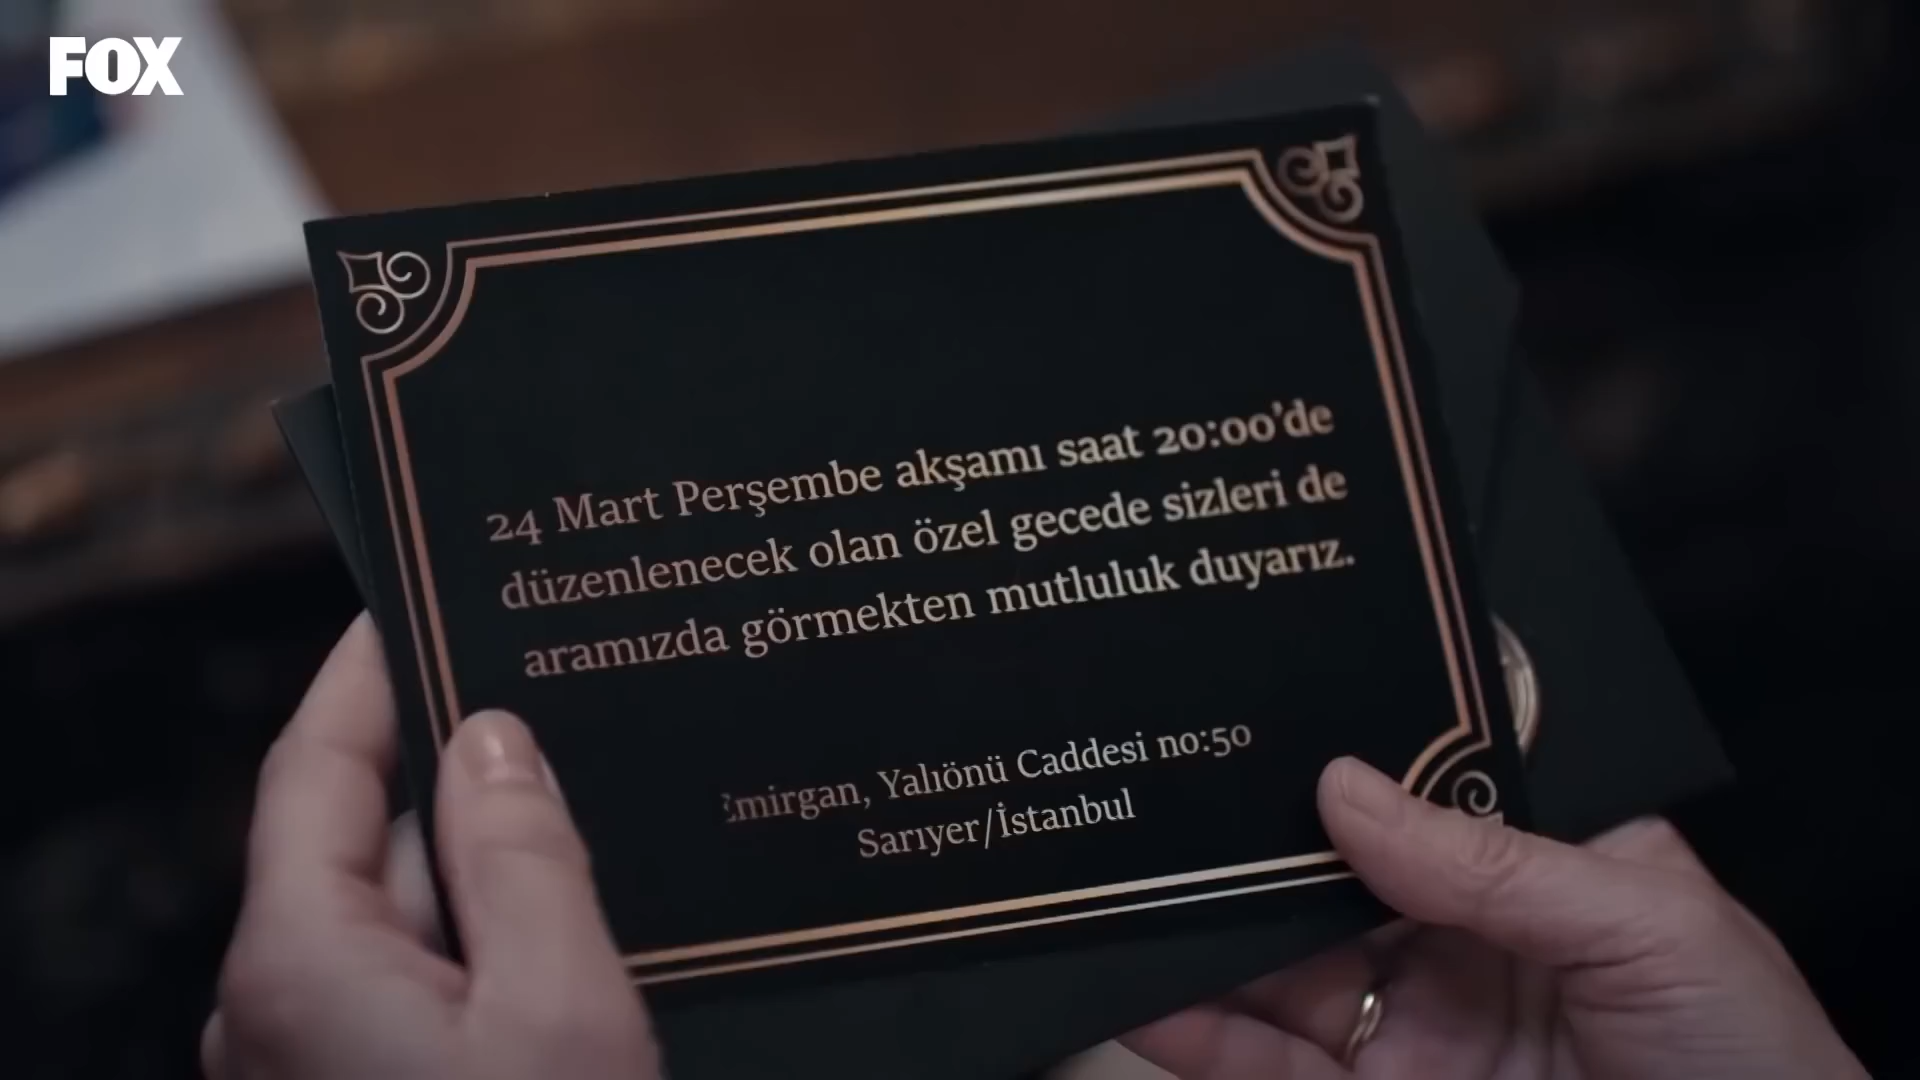 FOX
24 Mart Perşembe akşamı saat 20:00'de
düzenlenecek olan özel gecede sizleri de
aramızda görmekten mutluluk duyarız.
Emirgan, Yalıönü Caddesi no:50
Sarıyer/İstanbul